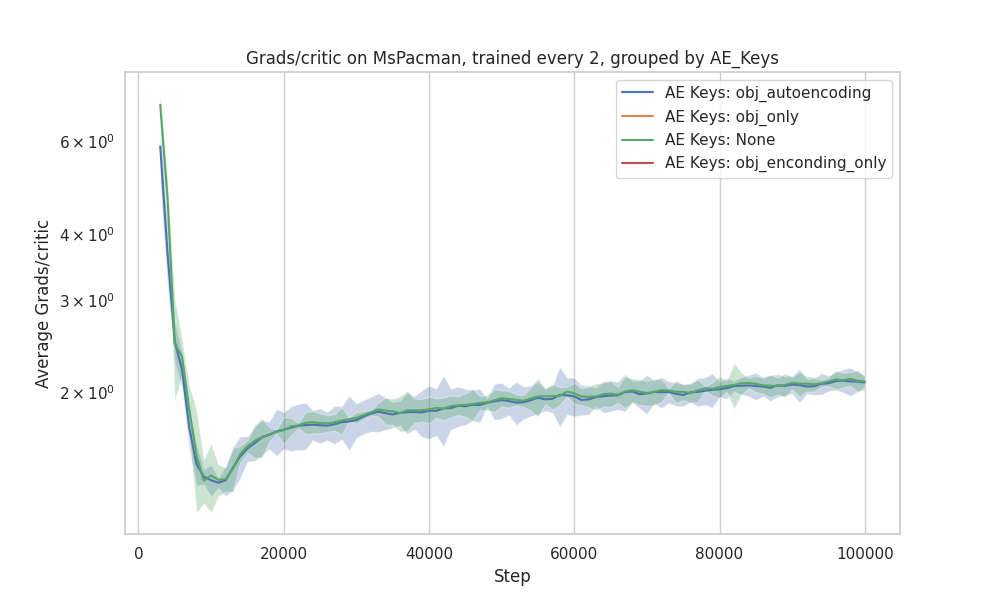 Grads/critic on MsPacman, trained every 2, grouped by AE_Keys
AE Keys: obj_autoencoding
AE Keys: obj_only
AE Keys: None
AE Keys: obj_enconding_only
Average Grads/critic
6 × 10⁰
4 × 10⁰
3 × 10⁰
2 × 10⁰
0 20000 40000 60000 80000 100000
Step